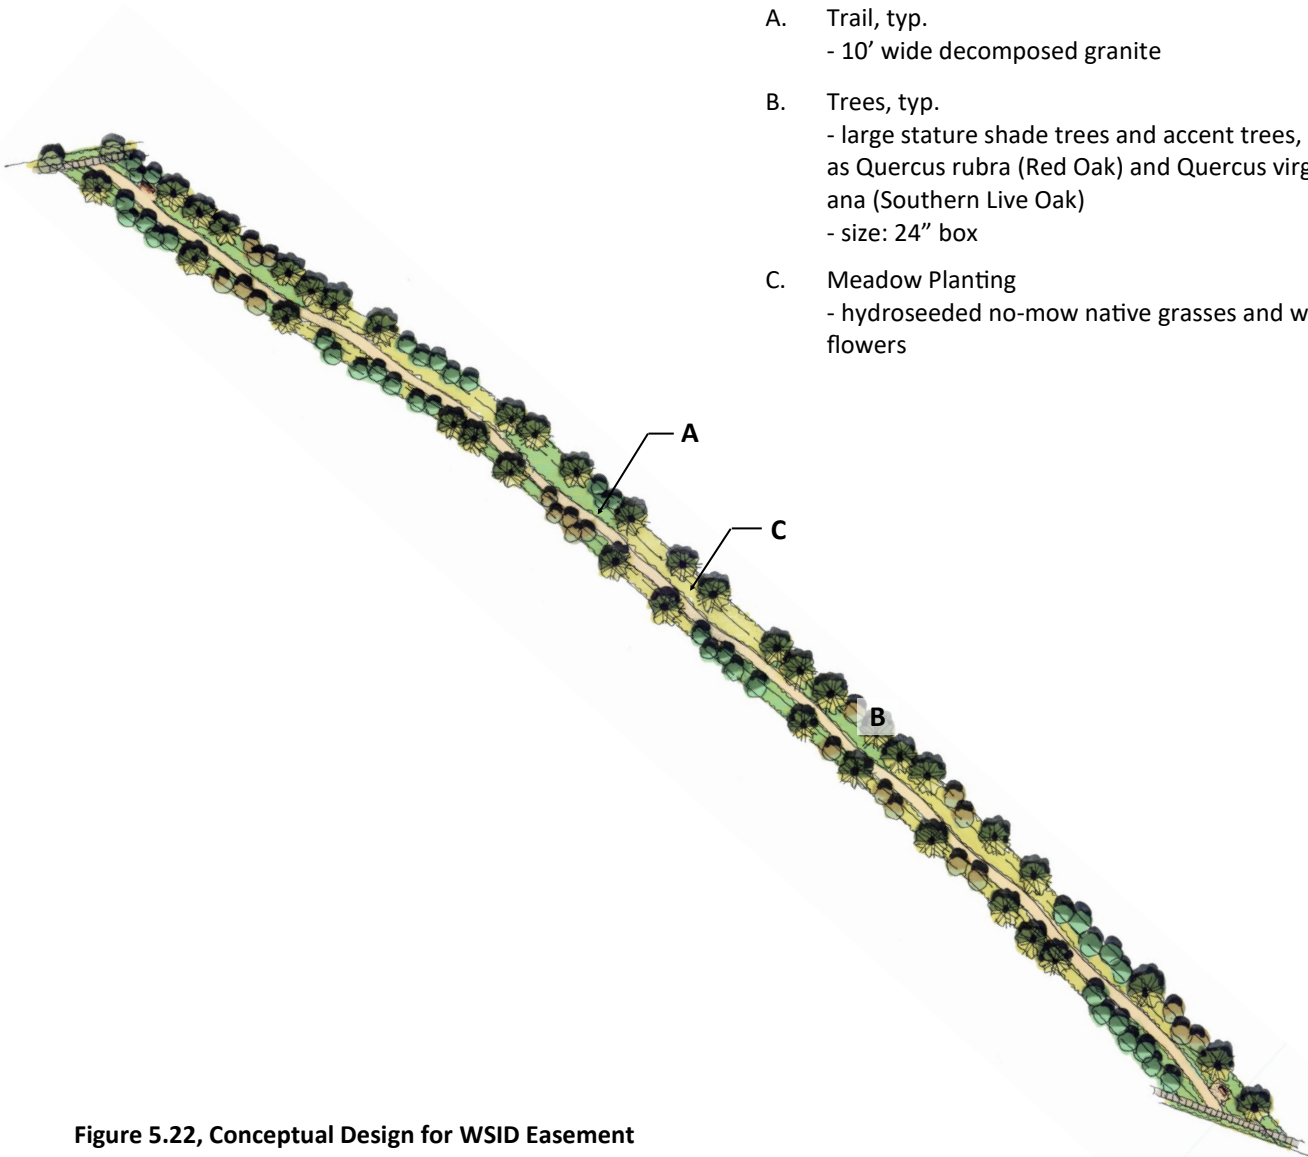 A. Trail, typ.
- 10’ wide decomposed granite
B. Trees, typ.
- large stature shade trees and accent trees,
as Quercus rubra (Red Oak) and Quercus virg
ana (Southern Live Oak)
- size: 24” box
C. Meadow Planting
- hydroseeded no-mow native grasses and w
flowers
A
C
B
Figure 5.22, Conceptual Design for WSID Easement